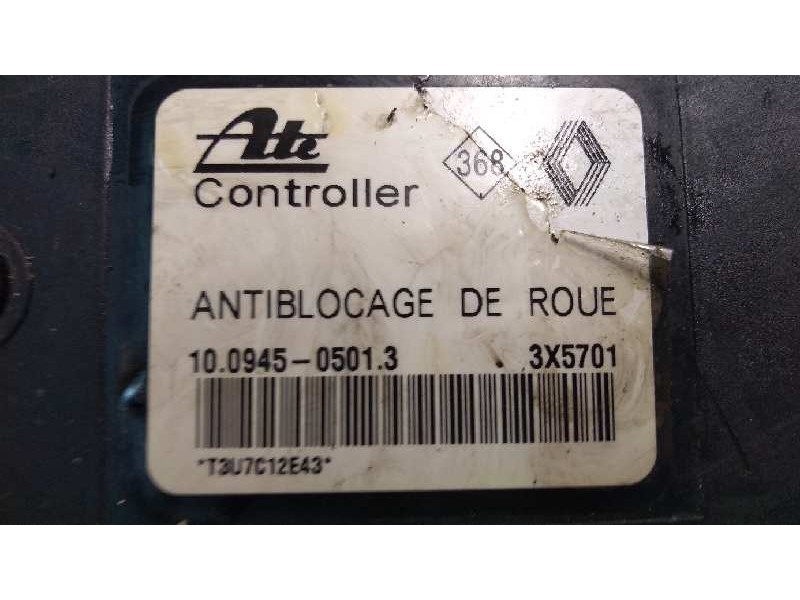 Ate
368
Controller
ANTIBLOCAGE DE ROUE
10.0945-0501.3 3X5701
*T3U7C12E43*